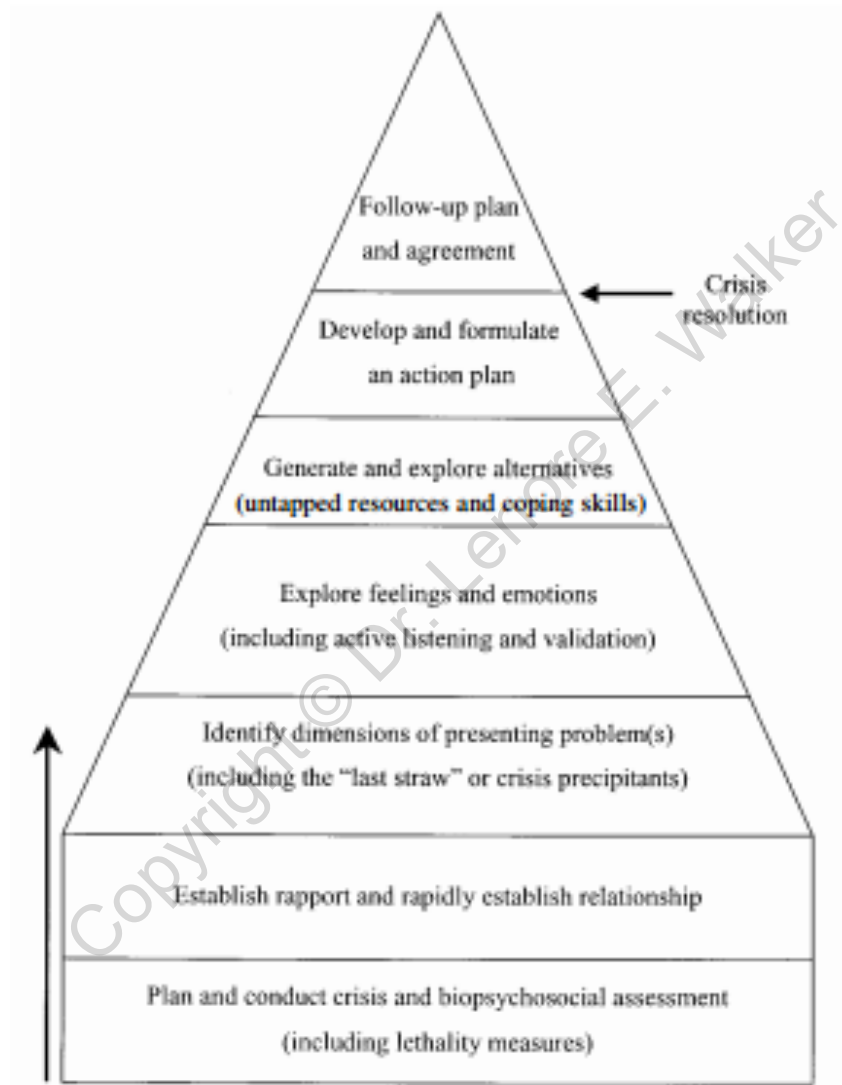 Follow-up plan
and agreement
Crisis
resolution
Develop and formulate
an action plan
Generate and explore alternatives
(untapped resources and coping skills)
Explore feelings and emotions
(including active listening and validation)
Identify dimensions of presenting problem(s)
(including the “last straw” or crisis precipitants)
Establish rapport and rapidly establish relationship
Plan and conduct crisis and biopsychosocial assessment
(including lethality measures)
Copyright © Dr. Lenore E. Walker